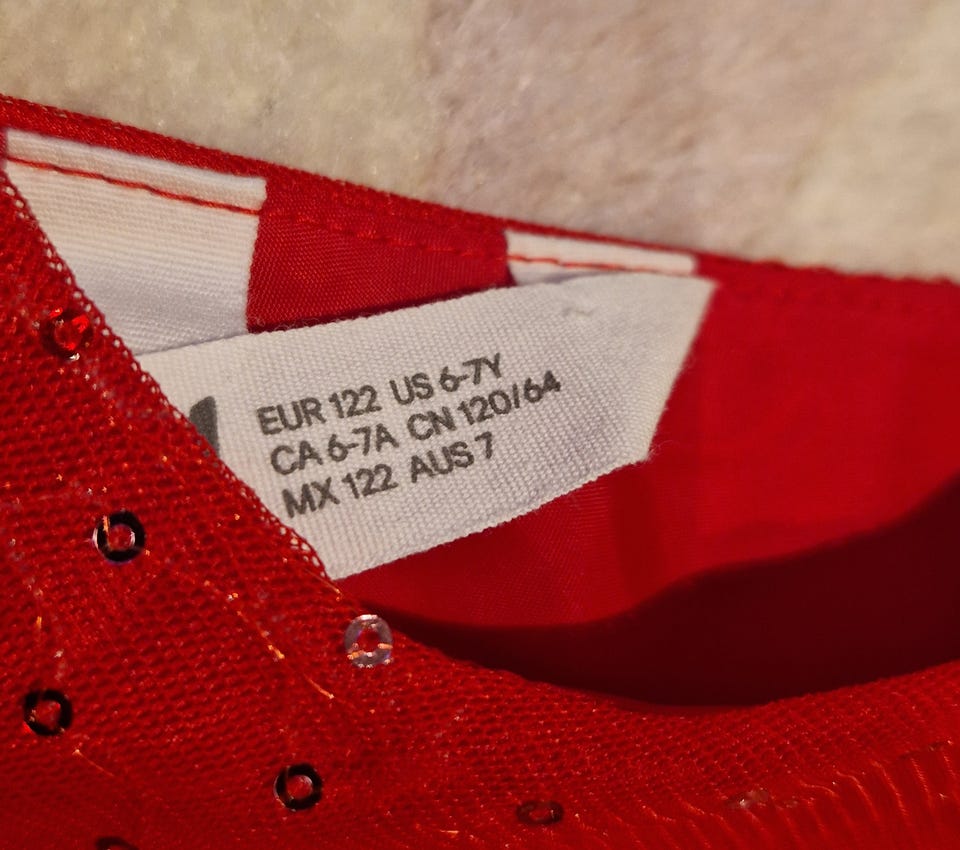 EUR 122 US 6-7Y
CA 6-7A CN 120/64
MX 122 AUS 7